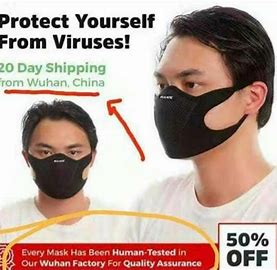 Protect Yourself
From Viruses!
20 Day Shipping
from Wuhan, China
Every Mask Has Been Human-Tested in
Our Wuhan Factory For Quality Assurance
50%
OFF